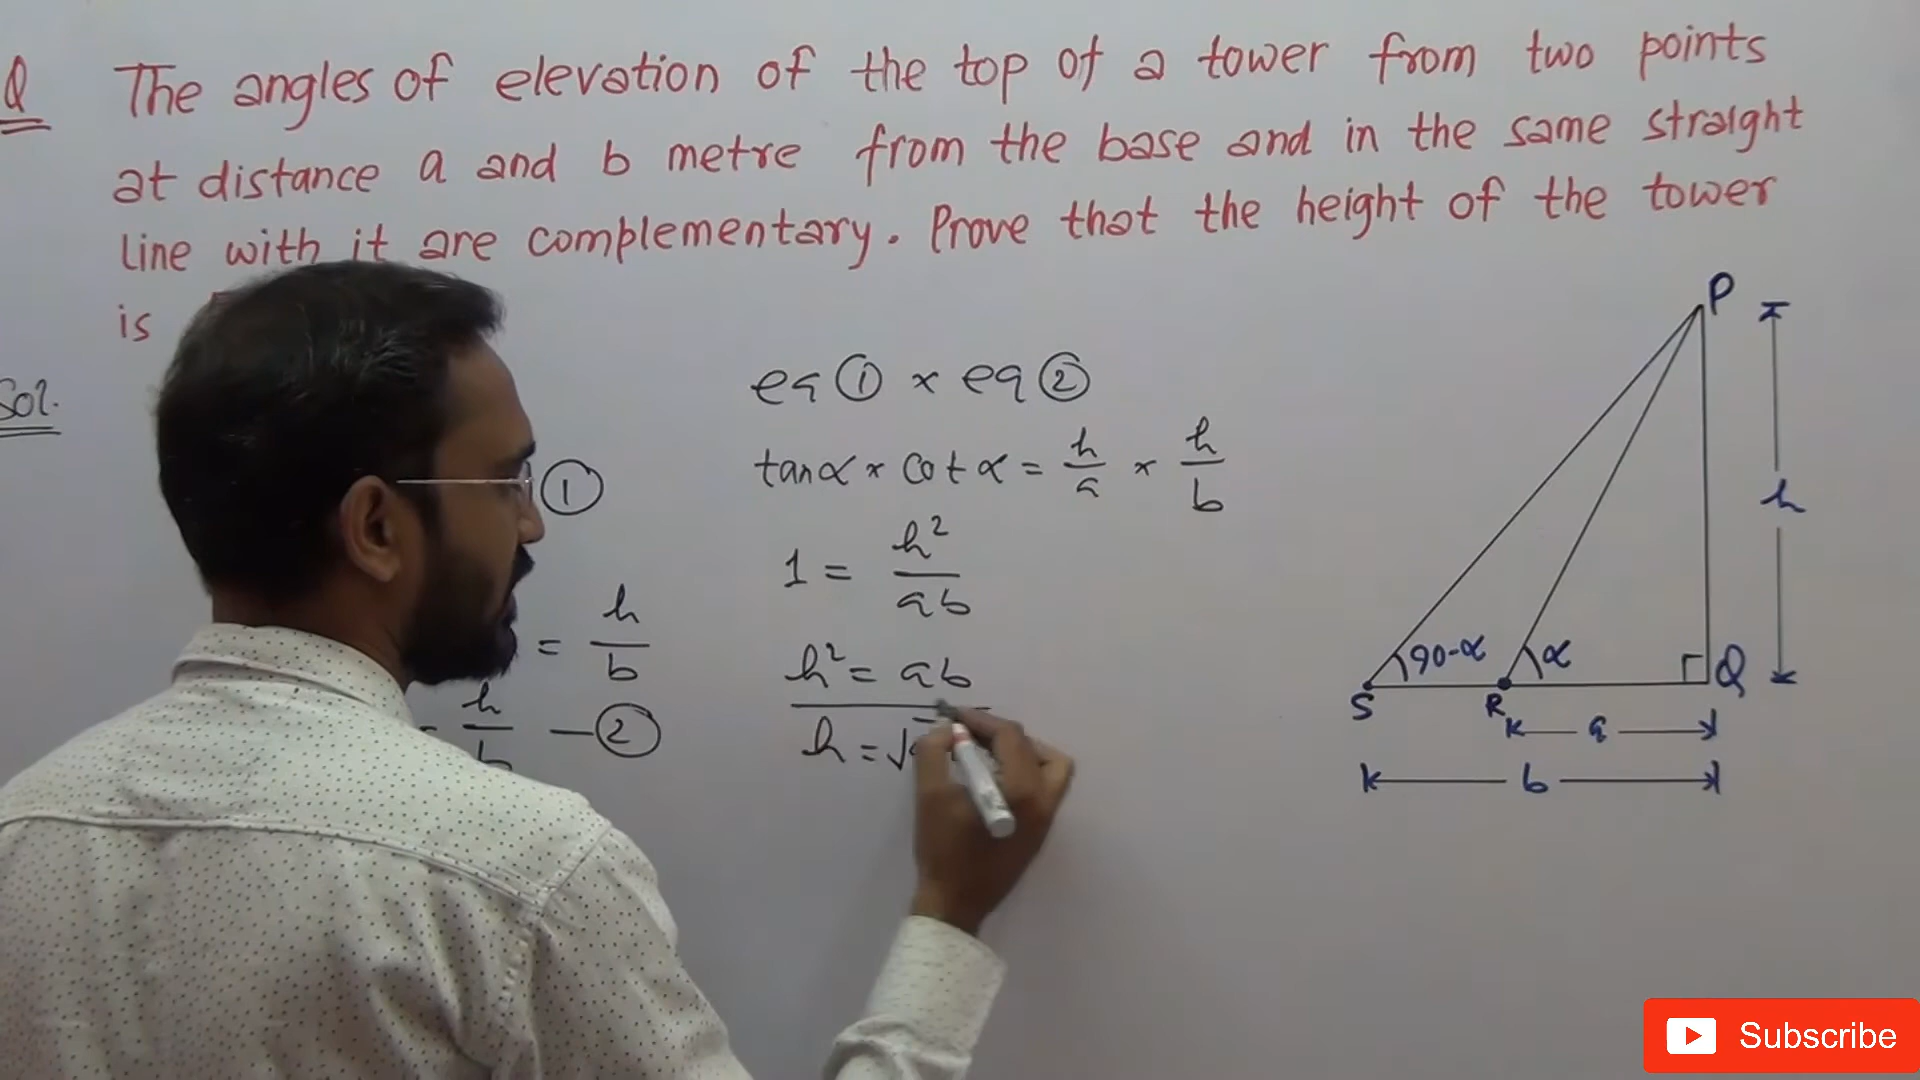 Q The angles of elevation of the top of a tower from two points
at distance a and b metre from the base and in the same straight
line with it are complementary. Prove that the height of the tower
is
Sol.
①
= h/b
= h/b — ②
eq ① × eq ②
tanα × cot α = h/a × h/b
1 = h²/ab
h² = ab
h = √
P
h
90-α
α
Q
S
R
a
b
Subscribe